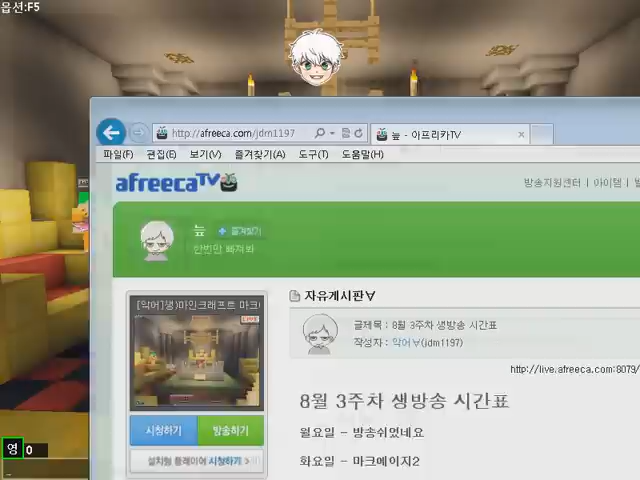 옵션:F5
http://afreeca.com/jdm1197
늪 - 아프리카TV
파일(F) 편집(E) 보기(V) 즐겨찾기(A) 도구(T) 도움말(H)
afreecaTV
방송지원센터 | 아이템 |
늪
+ 즐겨찾기
한번만 빠져봐
[악어]생)마인크래프트 마크
LIVE
자유게시판∀
글제목 : 8월 3주차 생방송 시간표
작성자 : 악어∀(jdm1197)
http://live.afreeca.com:8079/
8월 3주차 생방송 시간표
시청하기 방송하기
월요일 - 방송쉬었네요
설치형 플레이어 시청하기 >
화요일 - 마크에이지2
영 0